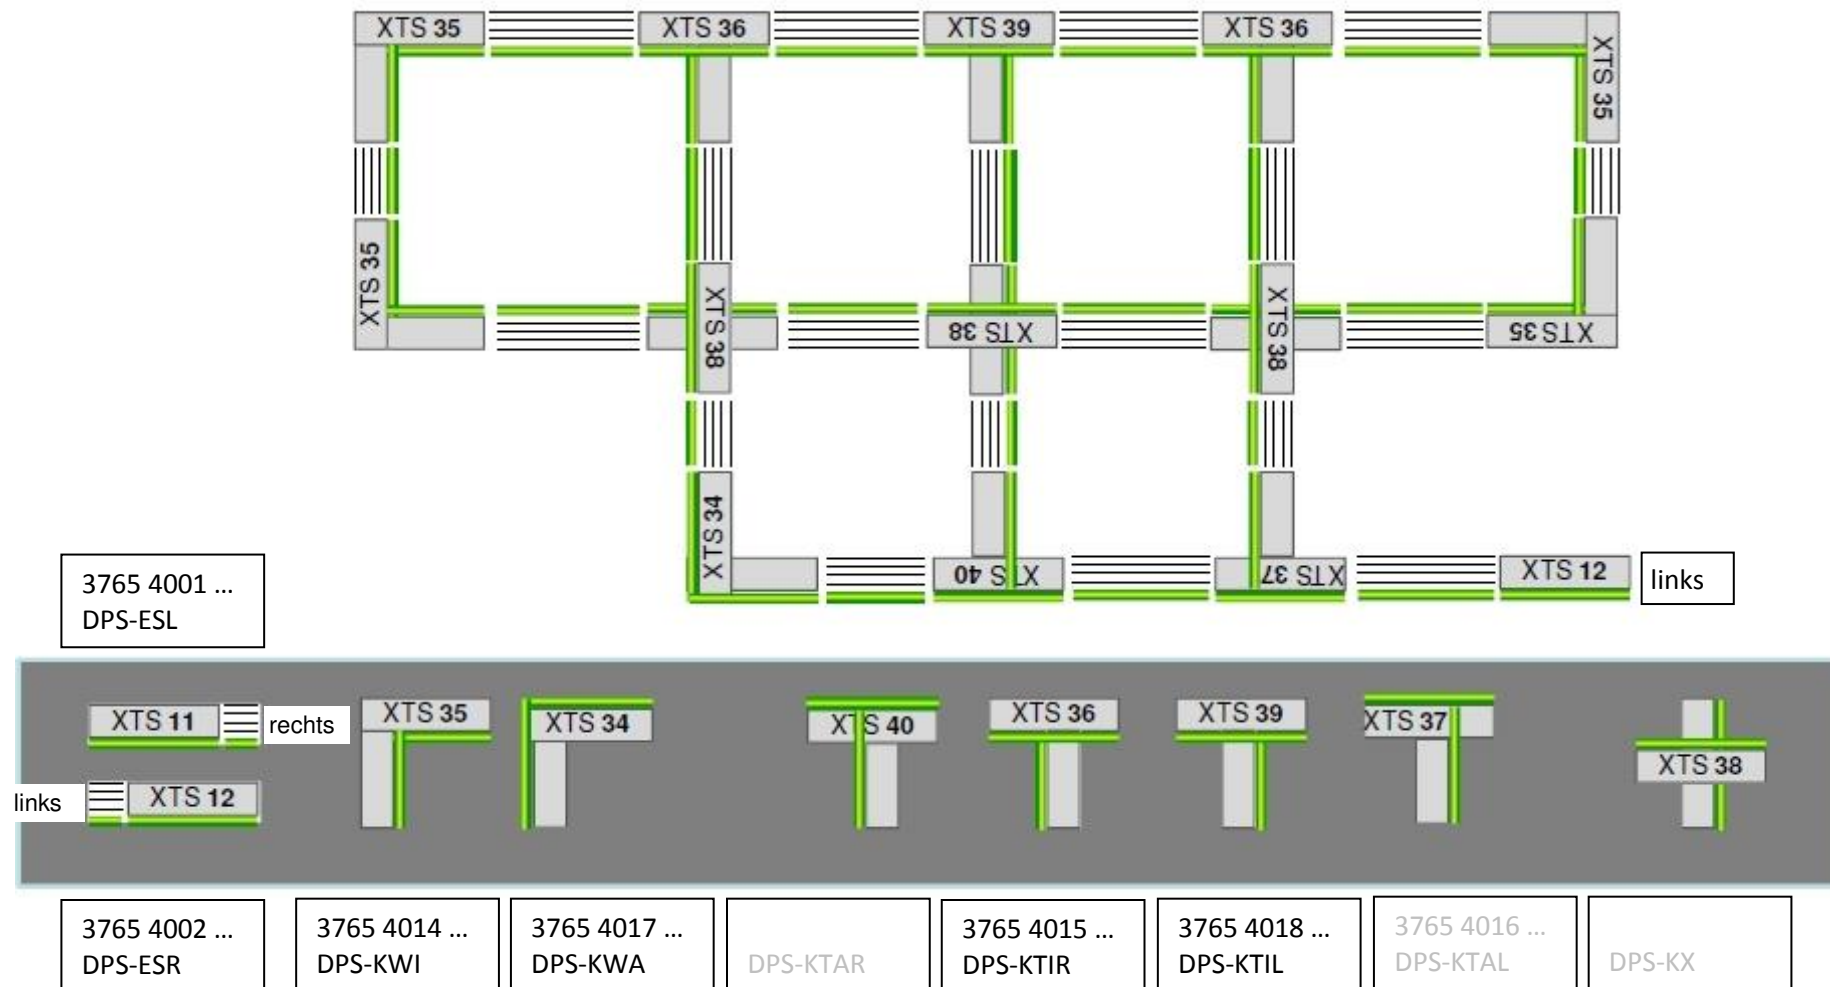 XTS 35
XTS 36
XTS 39
XTS 36
XTS 35
XTS 35
XTS 38
XTS 38
XTS 38
XTS 35
XTS 34
XTS 40
XTS 37
XTS 12
links
3765 4001 ...
DPS-ESL
XTS 11
rechts
XTS 35
XTS 34
XTS 40
XTS 36
XTS 39
XTS 37
XTS 38
links
XTS 12
3765 4002 ...
DPS-ESR
3765 4014 ...
DPS-KWI
3765 4017 ...
DPS-KWA
DPS-KTAR
3765 4015 ...
DPS-KTIR
3765 4018 ...
DPS-KTIL
3765 4016 ...
DPS-KTAL
DPS-KX